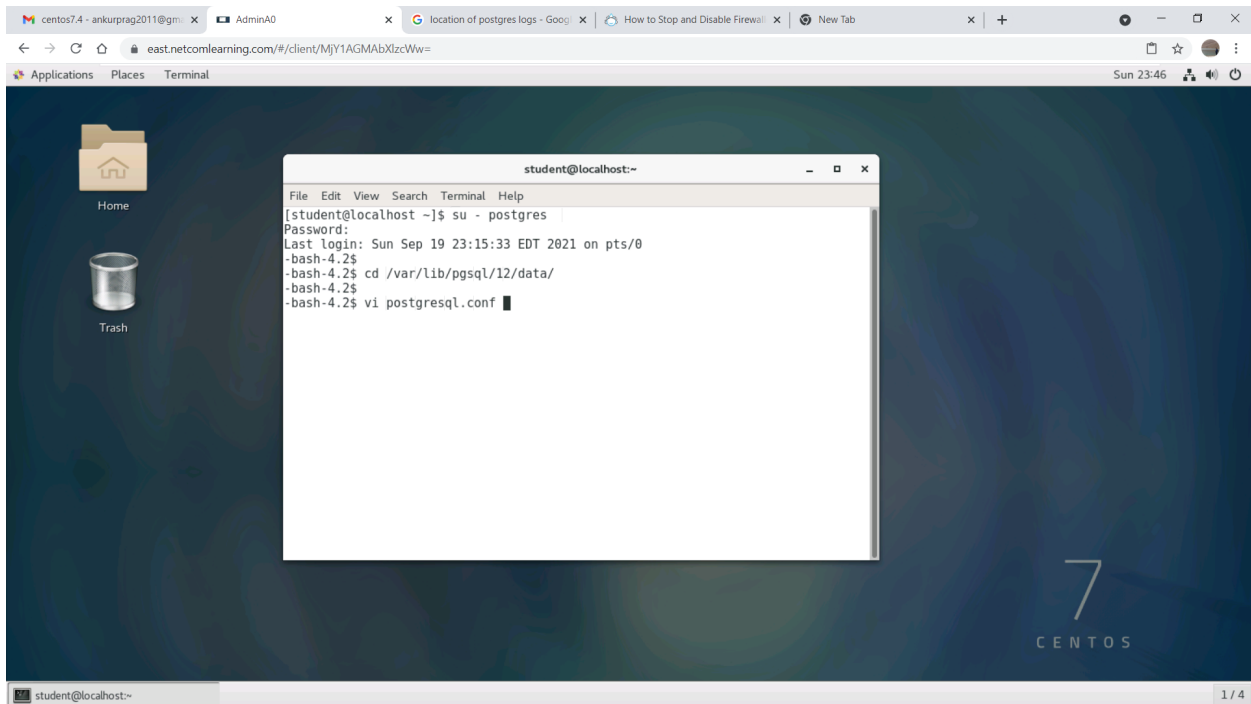 centos7.4 - ankurprag2011@gm
AdminA0
location of postgres logs - Goog
How to Stop and Disable Firewall
New Tab
east.netcomlearning.com/#/client/MjY1AGMAbXlzcWw=
Applications Places Terminal
Sun 23:46
Home
Trash
student@localhost:~
File Edit View Search Terminal Help
[student@localhost ~]$ su - postgres
Password:
Last login: Sun Sep 19 23:15:33 EDT 2021 on pts/0
-bash-4.2$
-bash-4.2$ cd /var/lib/pgsql/12/data/
-bash-4.2$
-bash-4.2$ vi postgresql.conf
7
CENTOS
student@localhost:~
1 / 4